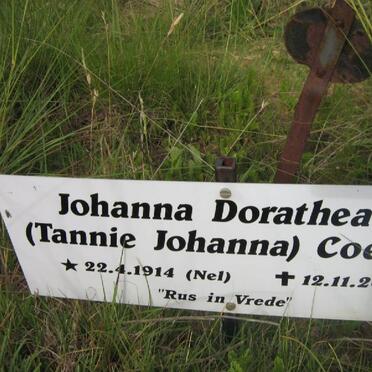 Johanna Dorathea
(Tannie Johanna) Coe
★ 22.4.1914 (Nel) ✝ 12.11.2
"Rus in Vrede"